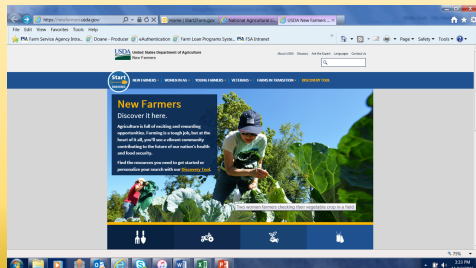 https://newfarmers.usda.gov/
Home | Start2Farm.gov
National Agricultural Li...
USDA New Farmers ...
File Edit View Favorites Tools Help
FSA Farm Service Agency Intra...
Doane - Producer
eAuthentication
Farm Loan Programs Syste...
FSA Intranet
Page
Safety
Tools
USDA United States Department of Agriculture
New Farmers
About USDA
Ask the Expert
Languages
Contact Us
Start
NEW FARMERS
WOMEN IN AG
YOUNG FARMERS
VETERANS
FARMS IN TRANSITION
DISCOVERY TOOL
New Farmers
Discover it here.
Agriculture is full of exciting and rewarding
opportunities. Farming is a tough job, but at the
heart of it all, you'll see a vibrant community
contributing to the future of our nation's health
and food security.
Find the resources you need to get started or
personalize your search with our Discovery Tool.
Two women farmers checking their vegetable crop in a field
75%
3:23 PM